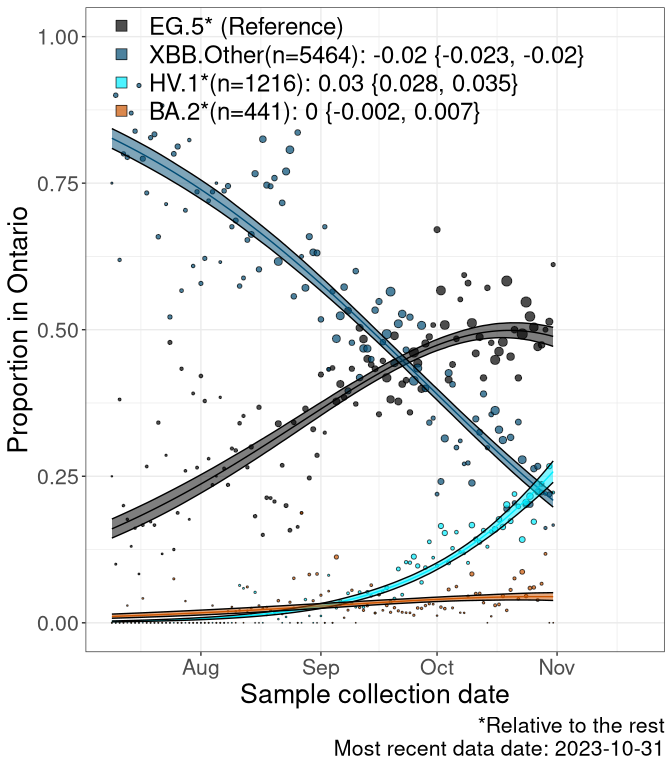 EG.5* (Reference)
XBB.Other(n=5464): -0.02 {-0.023, -0.02}
HV.1*(n=1216): 0.03 {0.028, 0.035}
BA.2*(n=441): 0 {-0.002, 0.007}
1.00
0.75
0.50
0.25
0.00
Proportion in Ontario
Aug Sep Oct Nov
Sample collection date
*Relative to the rest
Most recent data date: 2023-10-31